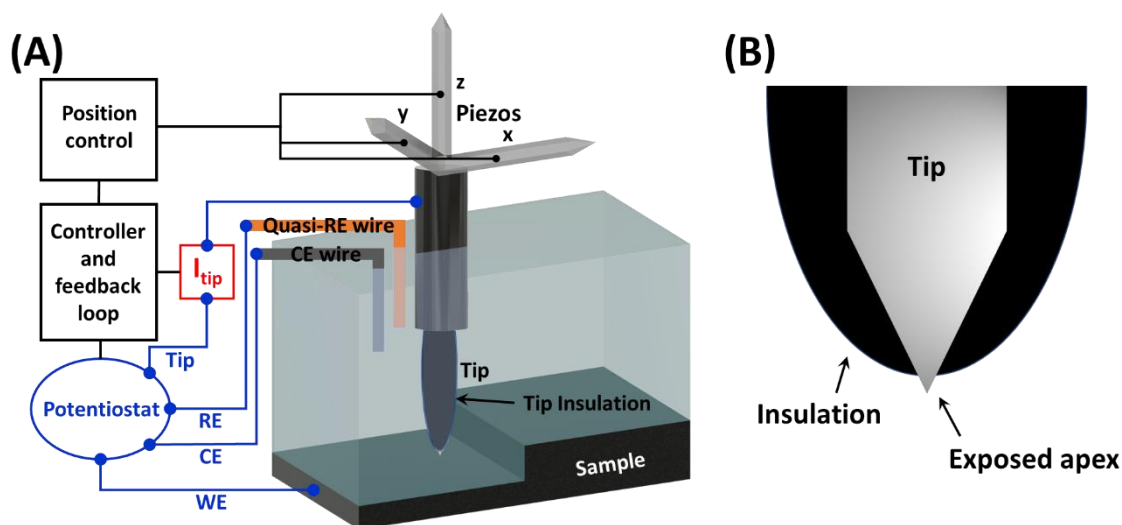 (A)
Position
control
z
Piezos
y
x
Controller
and
feedback
loop
I_tip
Quasi-RE wire
CE wire
Tip
Potentiostat
RE
CE
WE
Tip
Tip Insulation
Sample
(B)
Tip
Insulation
Exposed apex